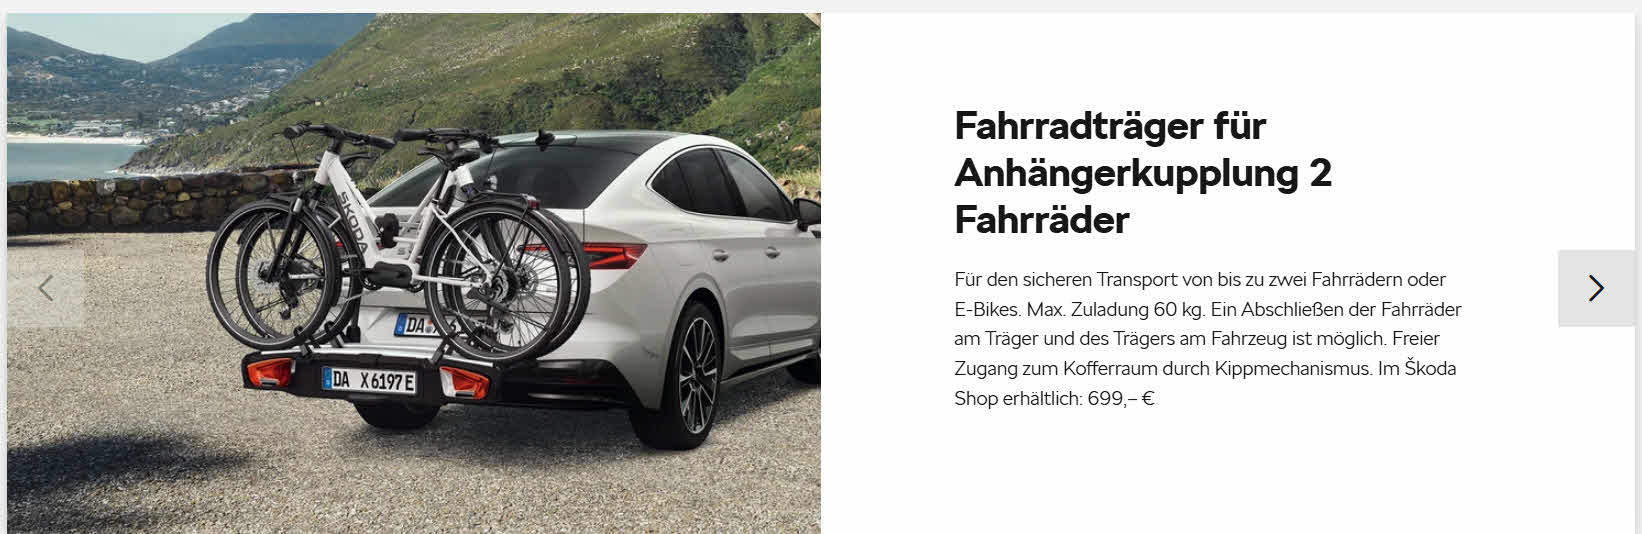 Fahrradträger für
Anhängerkupplung 2
Fahrräder
Für den sicheren Transport von bis zu zwei Fahrrädern oder
E-Bikes. Max. Zuladung 60 kg. Ein Abschließen der Fahrräder
am Träger und des Trägers am Fahrzeug ist möglich. Freier
Zugang zum Kofferraum durch Kippmechanismus. Im Škoda
Shop erhältlich: 699,– €
ŠKODA
DA
DA X 6197 E